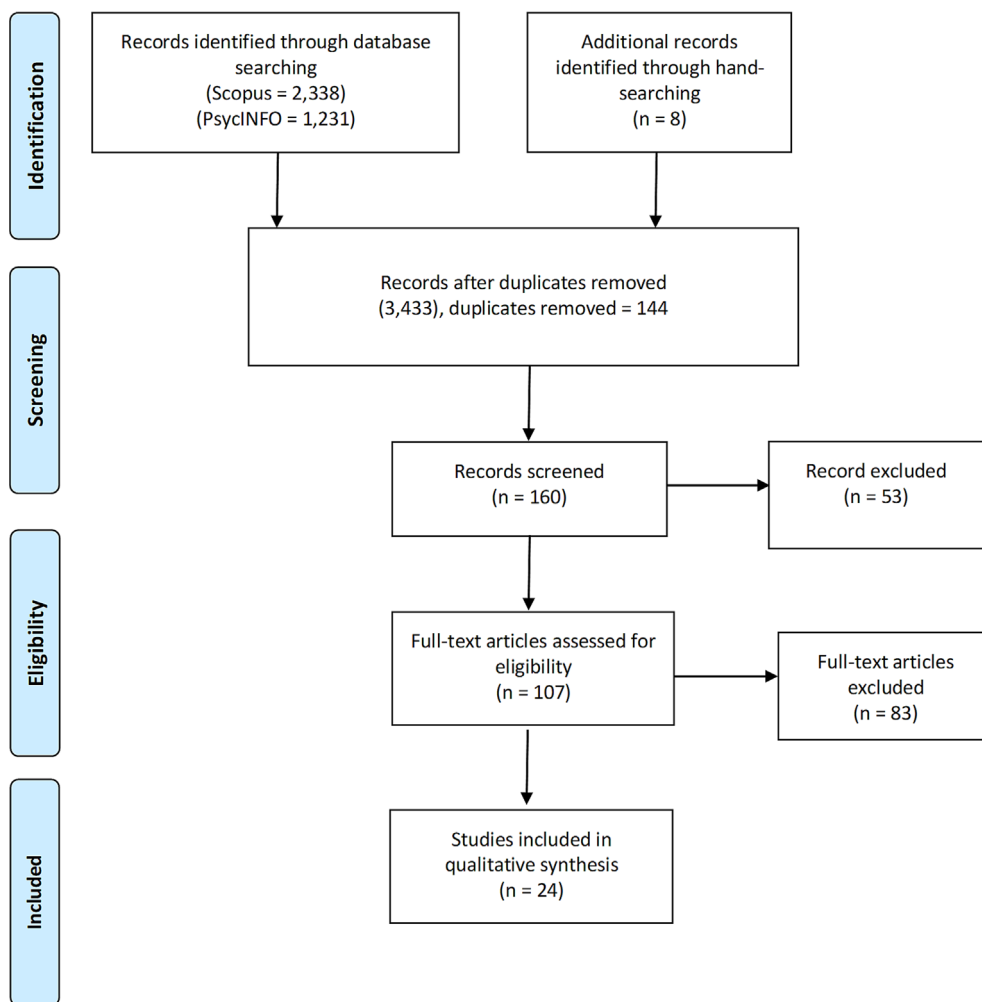 Identification
Records identified through database
searching
(Scopus = 2,338)
(PsycINFO = 1,231)
Additional records
identified through hand-
searching
(n = 8)
Screening
Records after duplicates removed
(3,433), duplicates removed = 144
Records screened
(n = 160)
Record excluded
(n = 53)
Eligibility
Full-text articles assessed for
eligibility
(n = 107)
Full-text articles
excluded
(n = 83)
Included
Studies included in
qualitative synthesis
(n = 24)